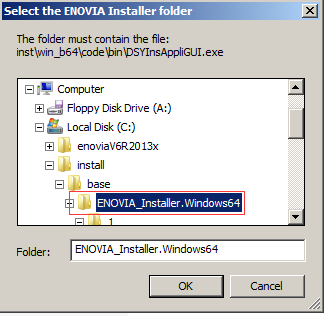 Select the ENOVIA Installer folder
The folder must contain the file:
inst\win_b64\code\bin\DSYInsAppliGUI.exe
Computer
Floppy Disk Drive (A:)
Local Disk (C:)
enoviaV6R2013x
install
base
ENOVIA_Installer.Windows64
1
Folder: ENOVIA_Installer.Windows64
OK Cancel